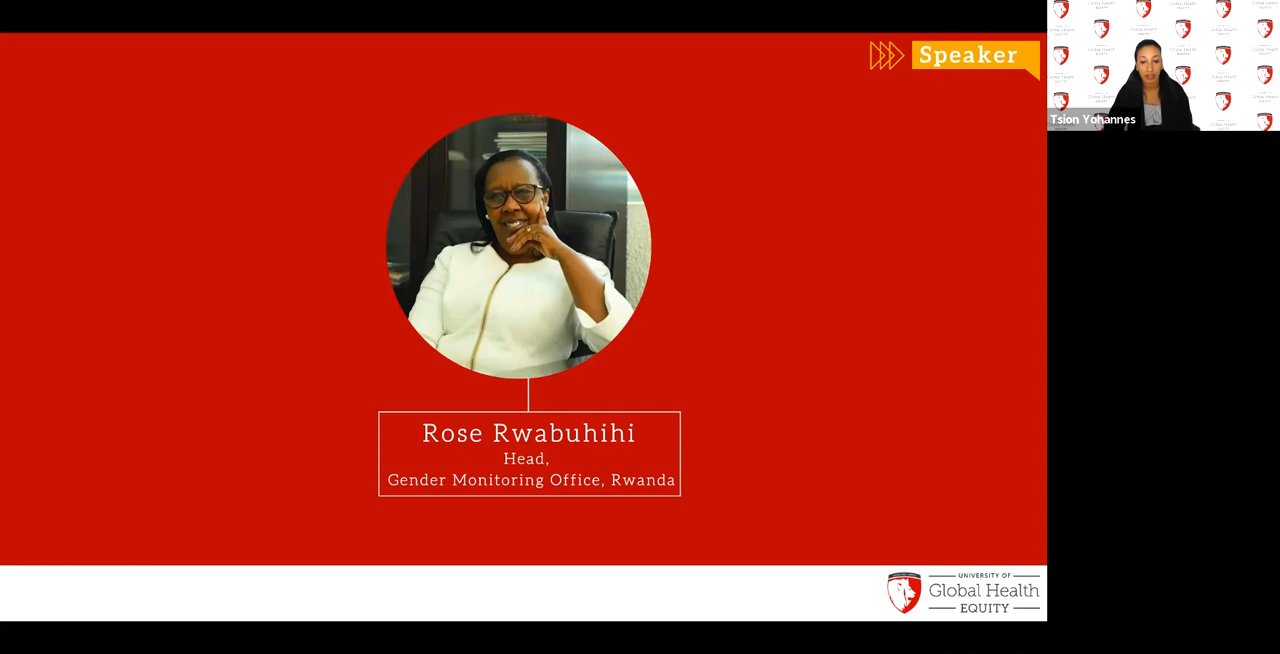 Speaker
Tsion Yohannes
Rose Rwabuhihi
Head,
Gender Monitoring Office, Rwanda
UNIVERSITY OF
Global Health
EQUITY